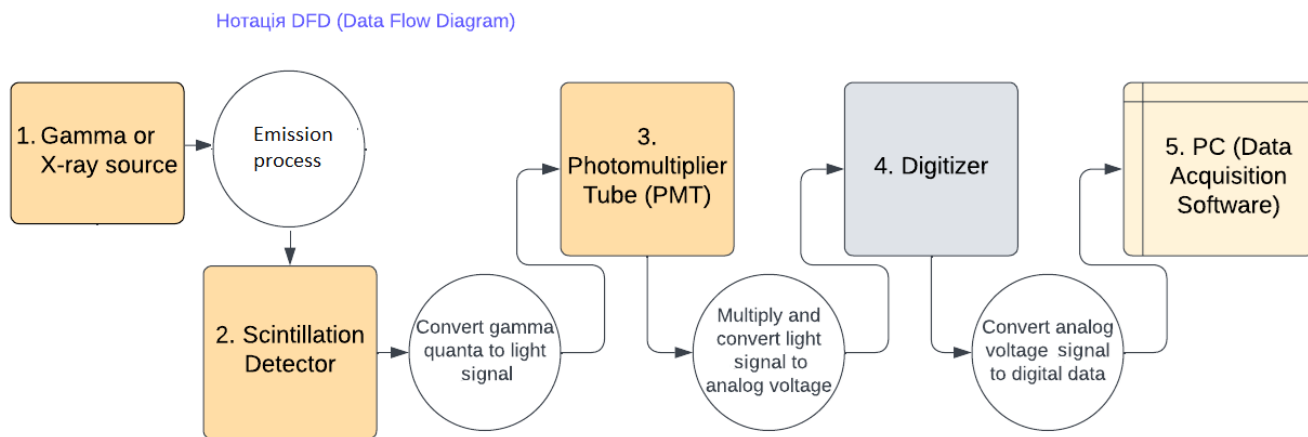 Нотація DFD (Data Flow Diagram)
1. Gamma or
X-ray source
Emission
process
2. Scintillation
Detector
Convert gamma
quanta to light
signal
3.
Photomultiplier
Tube (PMT)
Multiply and
convert light
signal to
analog voltage
4. Digitizer
Convert analog
voltage signal
to digital data
5. PC (Data
Acquisition
Software)